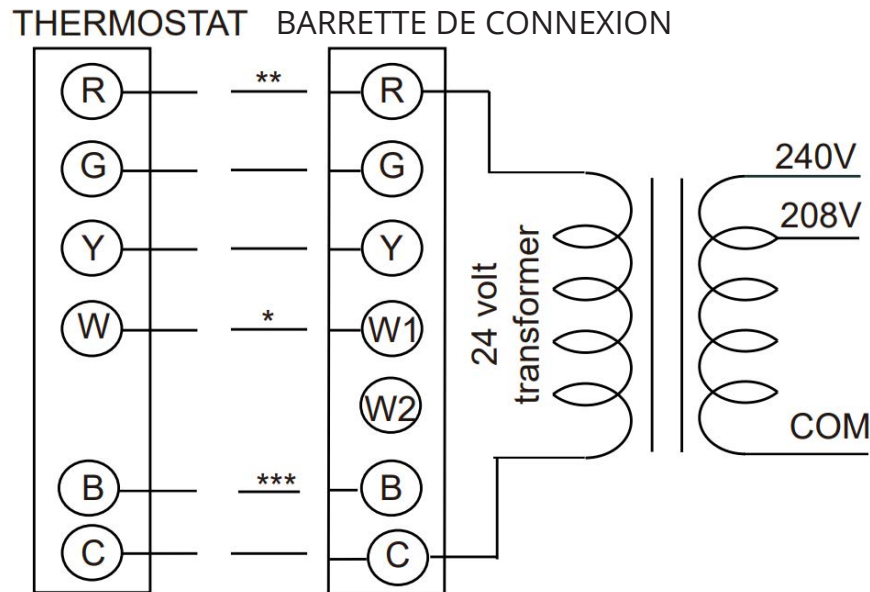 THERMOSTAT BARRETTE DE CONNEXION
R ** R
G G
Y Y
W * W1
W2
B *** B
C C
24 volt
transformer
240V
208V
COM